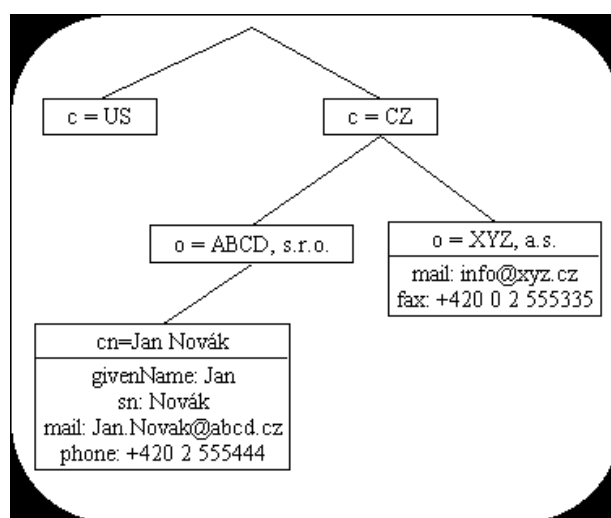 c = US
c = CZ
o = ABCD, s.r.o.
o = XYZ, a.s.
mail: info@xyz.cz
fax: +420 0 2 555335
cn=Jan Novák
givenName: Jan
sn: Novák
mail: Jan.Novak@abcd.cz
phone: +420 2 555444